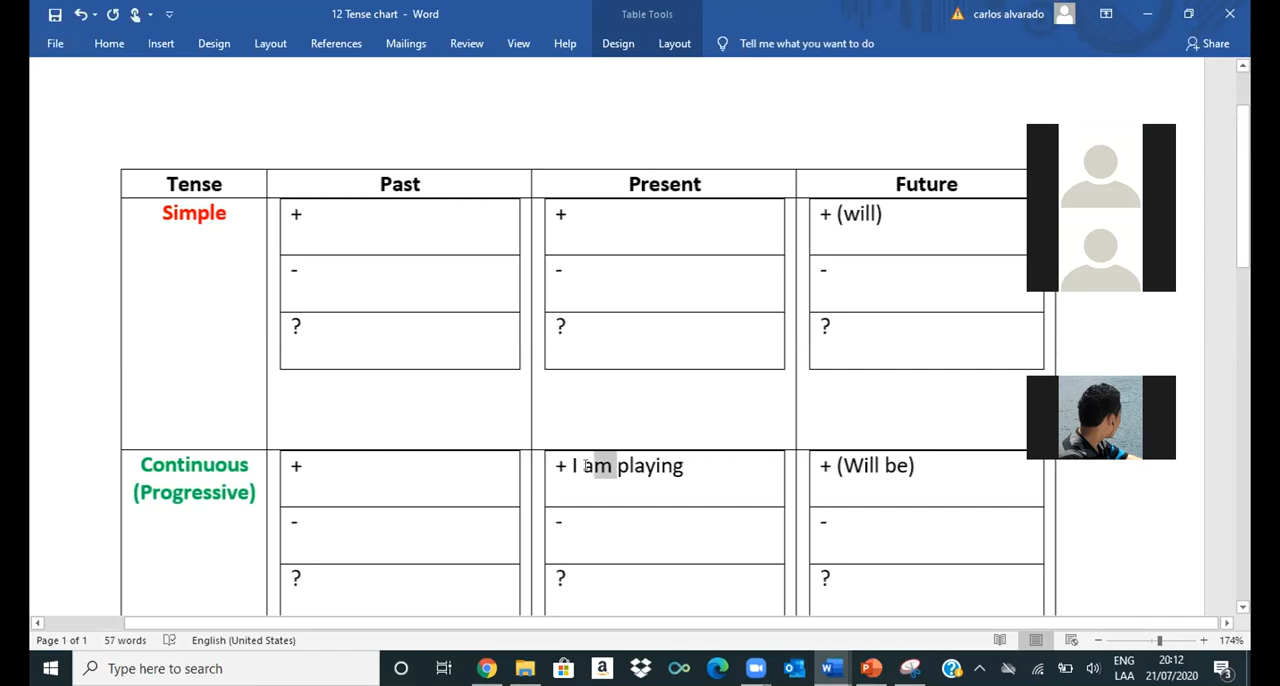 12 Tense chart - Word
Table Tools
carlos alvarado
File Home Insert Design Layout References Mailings Review View Help Design Layout Tell me what you want to do Share
Tense Past Present Future
Simple + + + (will)
- - -
? ? ?
Continuous + + I am playing + (Will be)
(Progressive)
- - -
? ? ?
Page 1 of 1 57 words English (United States) 174%
Type here to search
ENG 20:12
LAA 21/07/2020
3